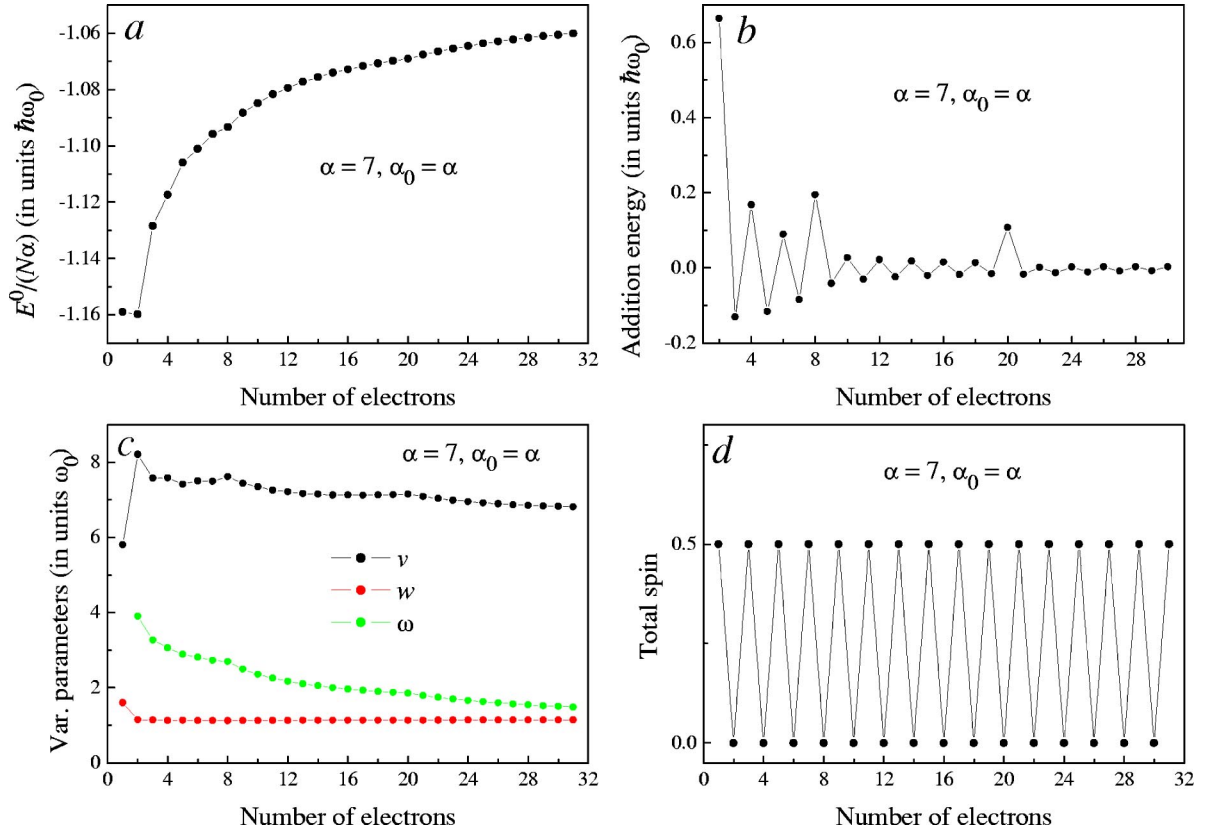 a
E⁰/(Nα) (in units ħω₀)
-1.06
-1.08
-1.10
-1.12
-1.14
-1.16
α = 7, α₀ = α
0 4 8 12 16 20 24 28 32
Number of electrons
b
Addition energy (in units ħω₀)
0.6
0.4
0.2
0.0
-0.2
α = 7, α₀ = α
0 4 8 12 16 20 24 28 32
Number of electrons
c
Var. parameters (in units ω₀)
8
6
4
2
0
α = 7, α₀ = α
v
w
ω
0 4 8 12 16 20 24 28 32
Number of electrons
d
Total spin
0.5
0.0
α = 7, α₀ = α
0 4 8 12 16 20 24 28 32
Number of electrons